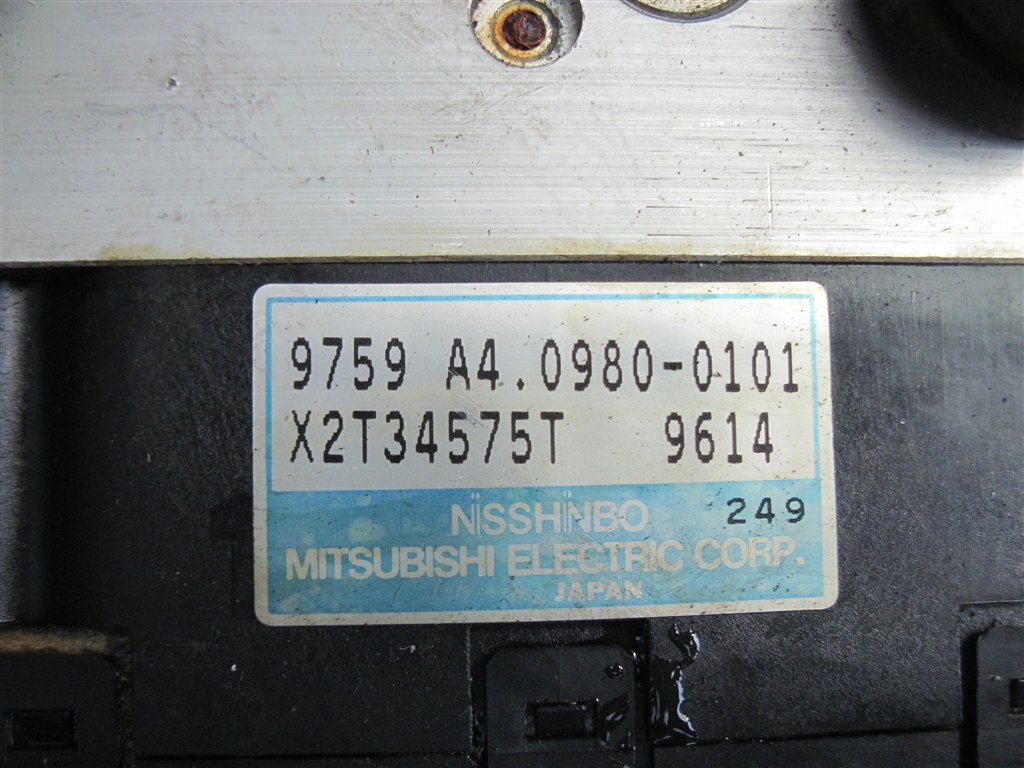 9759 A4.0980-0101
X2T34575T 9614
NISSHINBO 249
MITSUBISHI ELECTRIC CORP.
JAPAN